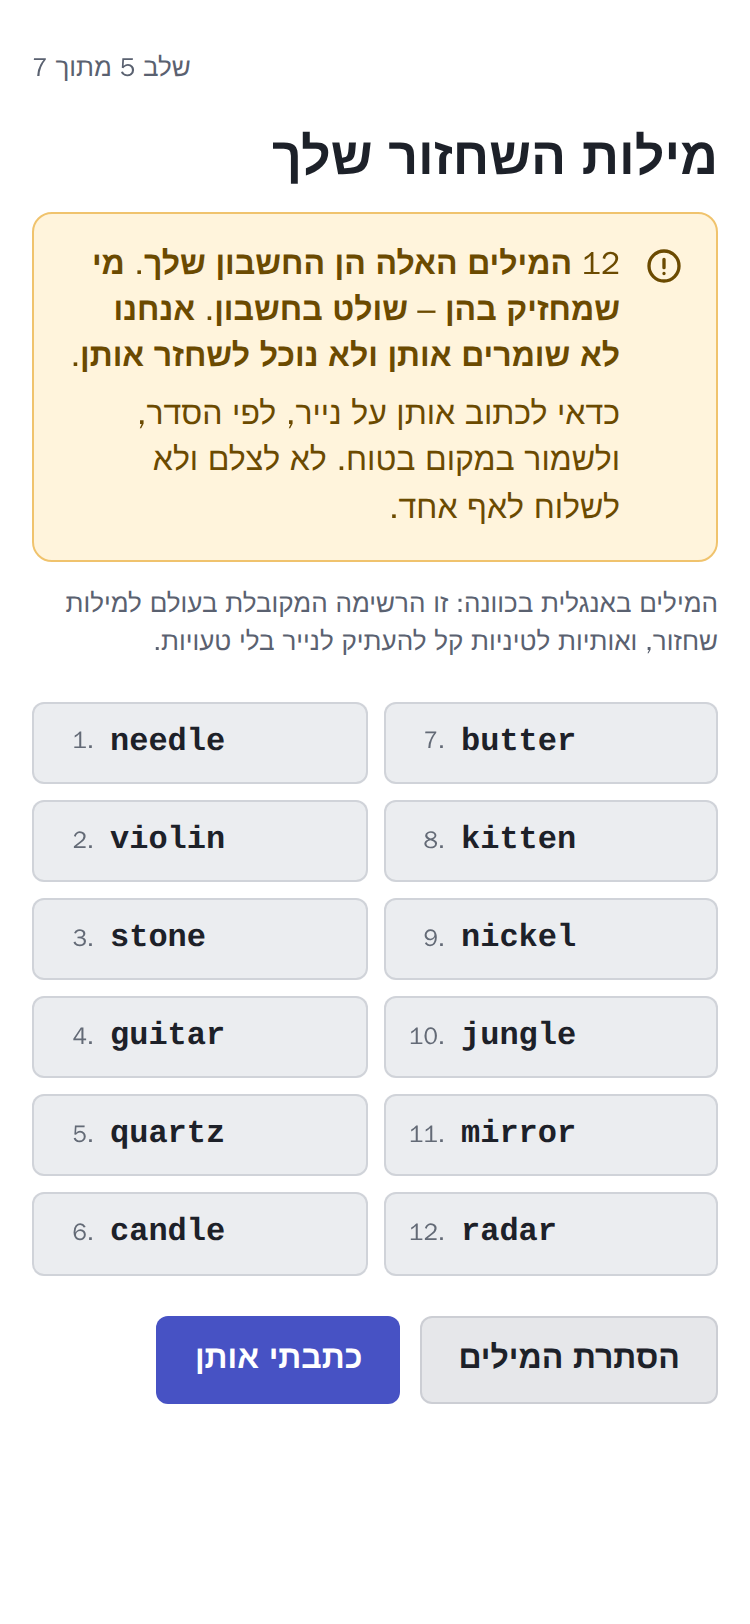 שלב 5 מתוך 7
מילות השחזור שלך
12 המילים האלה הן החשבון שלך. מי
שמחזיק בהן – שולט בחשבון. אנחנו
לא שומרים אותן ולא נוכל לשחזר אותן.
כדאי לכתוב אותן על נייר, לפי הסדר,
ולשמור במקום בטוח. לא לצלם ולא
לשלוח לאף אחד.
המילים באנגלית בכוונה: זו הרשימה המקובלת בעולם למילות
שחזור, ואותיות לטיניות קל להעתיק לנייר בלי טעויות.
1. needle
2. violin
3. stone
4. guitar
5. quartz
6. candle
7. butter
8. kitten
9. nickel
10. jungle
11. mirror
12. radar
הסתרת המילים
כתבתי אותן